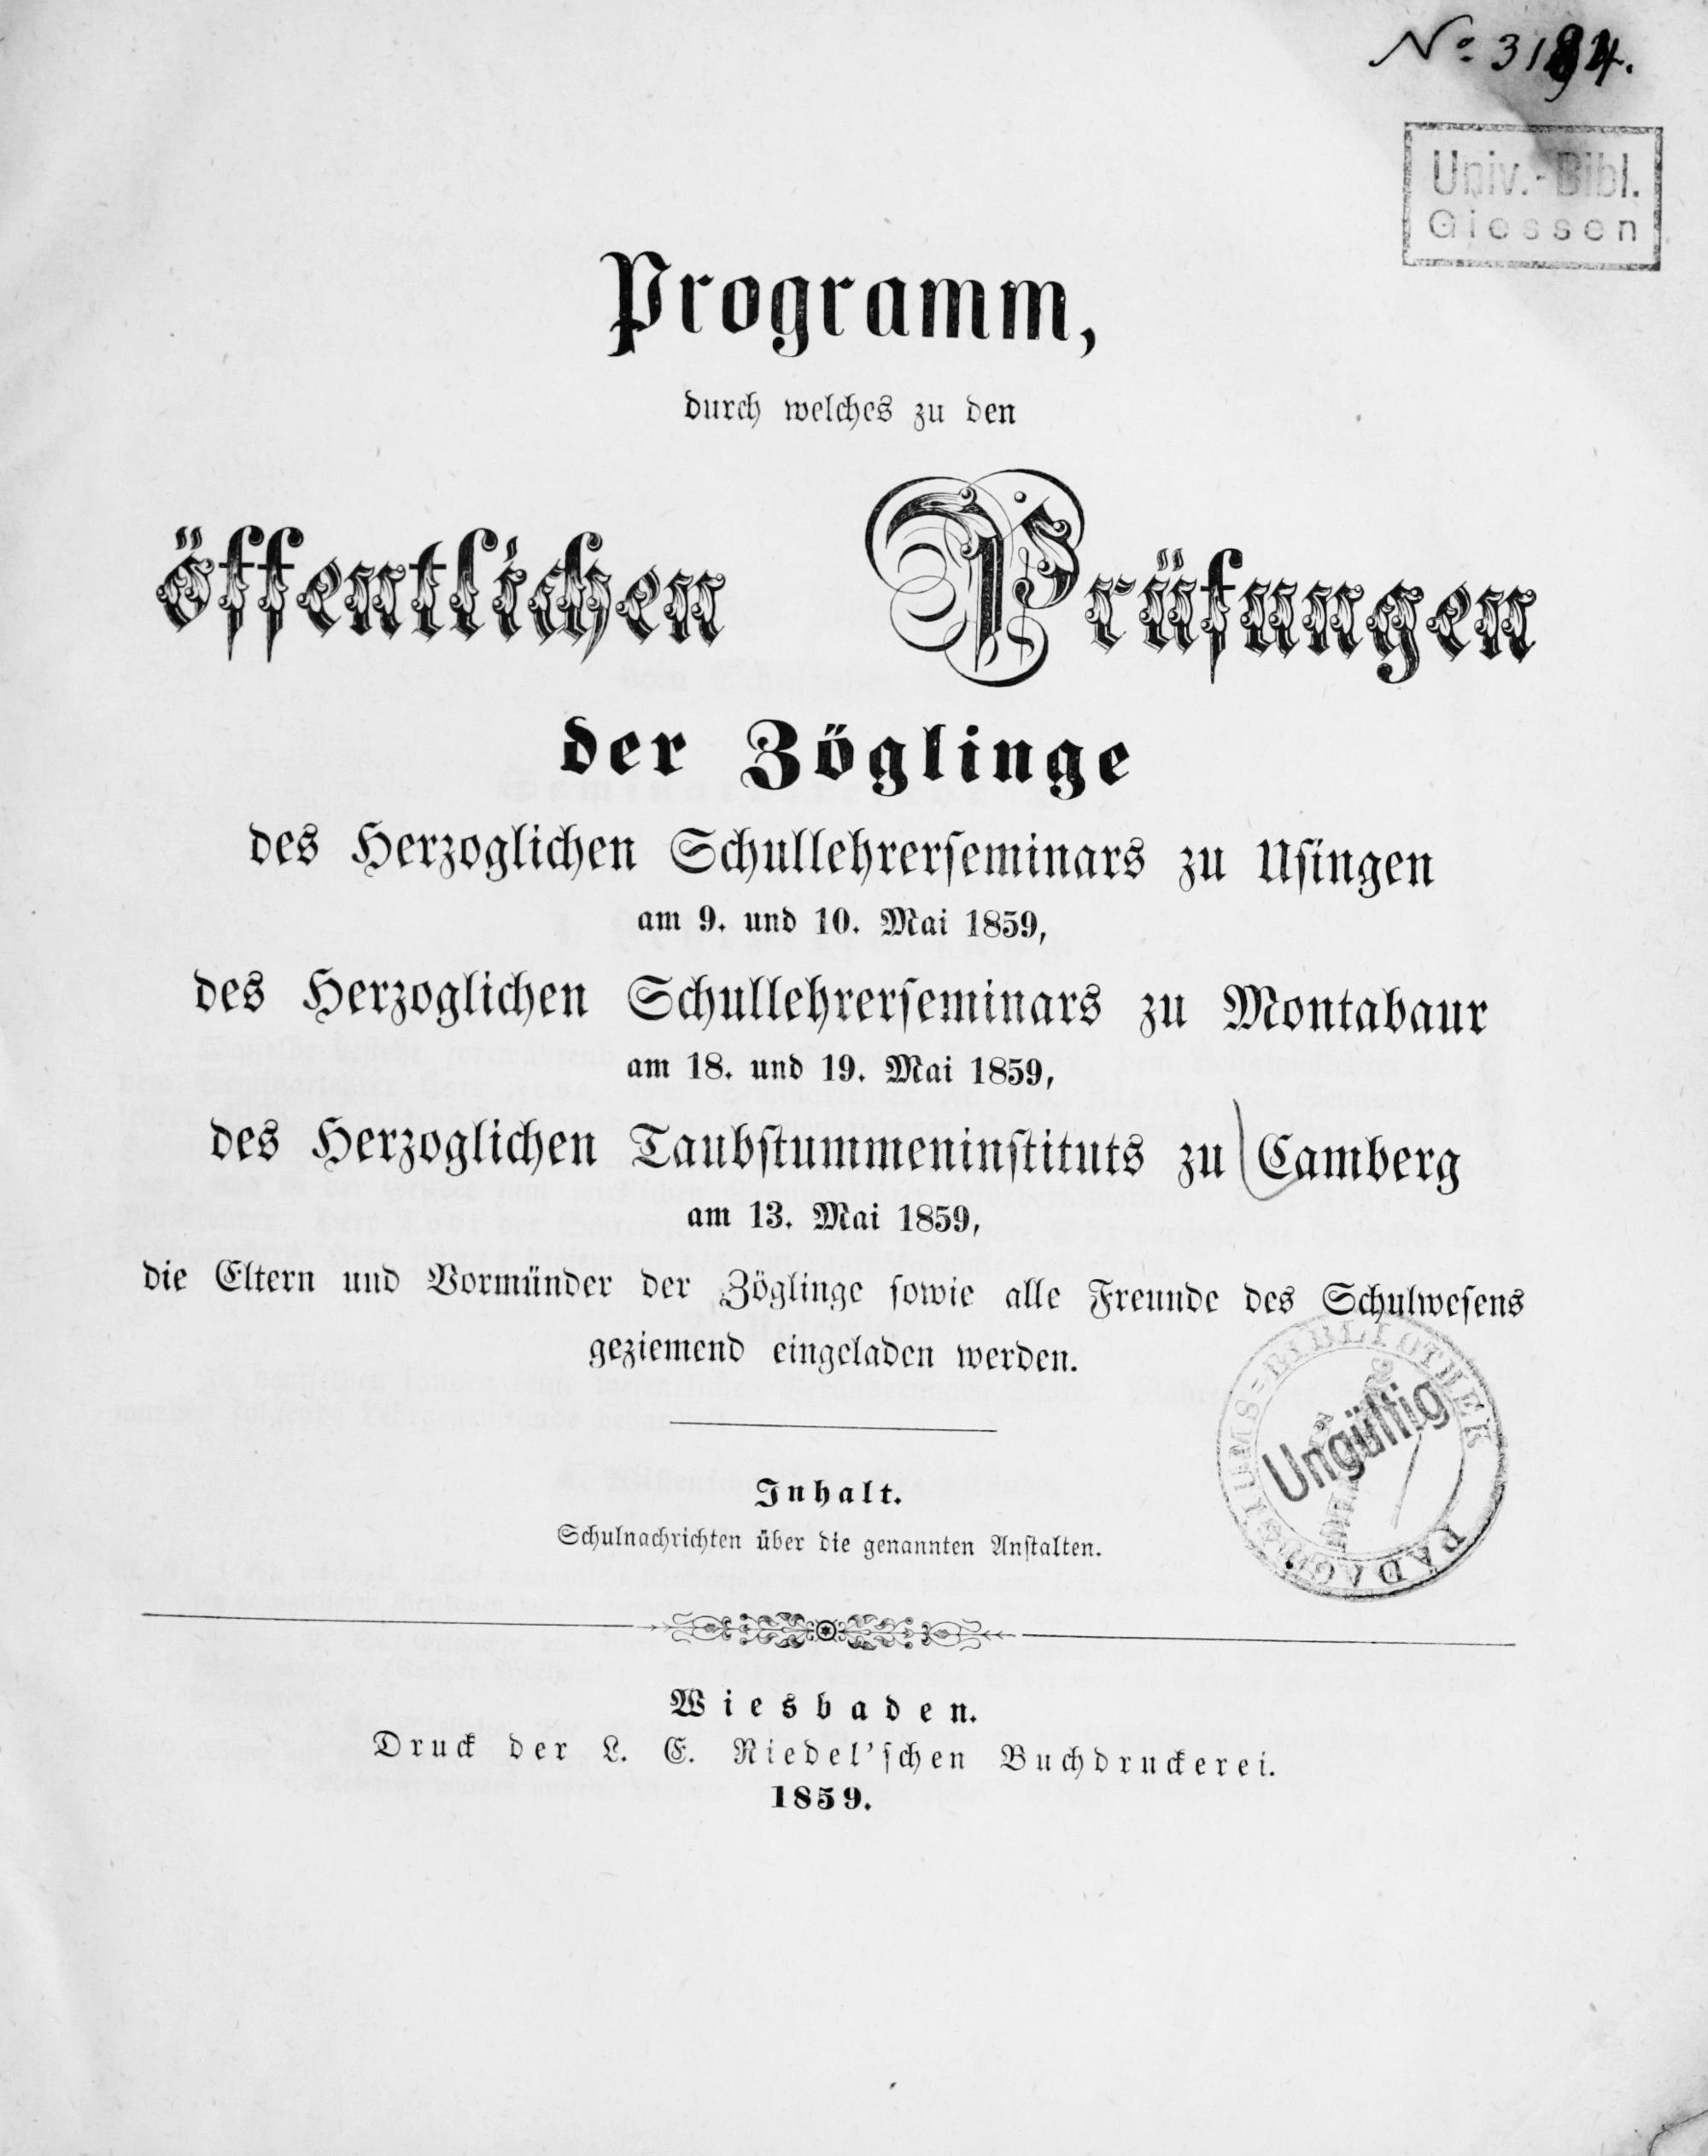 Univ.-Bibl.
Giessen
Programm,
durch welches zu den
öffentlichen Prüfungen
der Zöglinge
des Herzoglichen Schullehrerseminars zu Usingen
am 9. und 10. Mai 1859,
des Herzoglichen Schullehrerseminars zu Montabaur
am 18. und 19. Mai 1859,
des Herzoglichen Taubstummeninstituts zu Camberg
am 13. Mai 1859,
die Eltern und Vormünder der Zöglinge sowie alle Freunde des Schulwesens
geziemend eingeladen werden.
Ungültig
Inhalt.
Schulnachrichten über die genannten Anstalten.
Wiesbaden.
Druck der L. E. Riedel'schen Buchdruckerei.
1859.